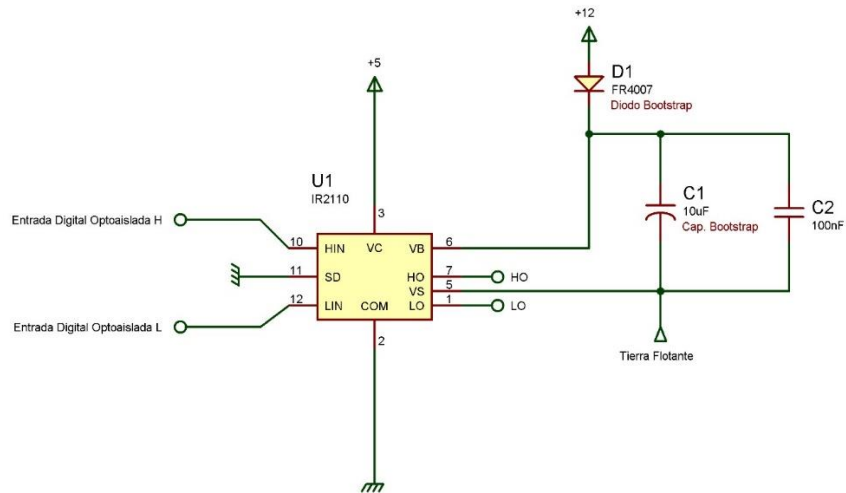 +12
D1
FR4007
Diodo Bootstrap
+5
U1
IR2110
C1
10uF
Cap. Bootstrap
C2
100nF
Entrada Digital Optoaislada H
3
10 HIN VC VB 6
11 SD HO 7 HO
VS 5
12 LIN COM LO 1 LO
Entrada Digital Optoaislada L
2
Tierra Flotante